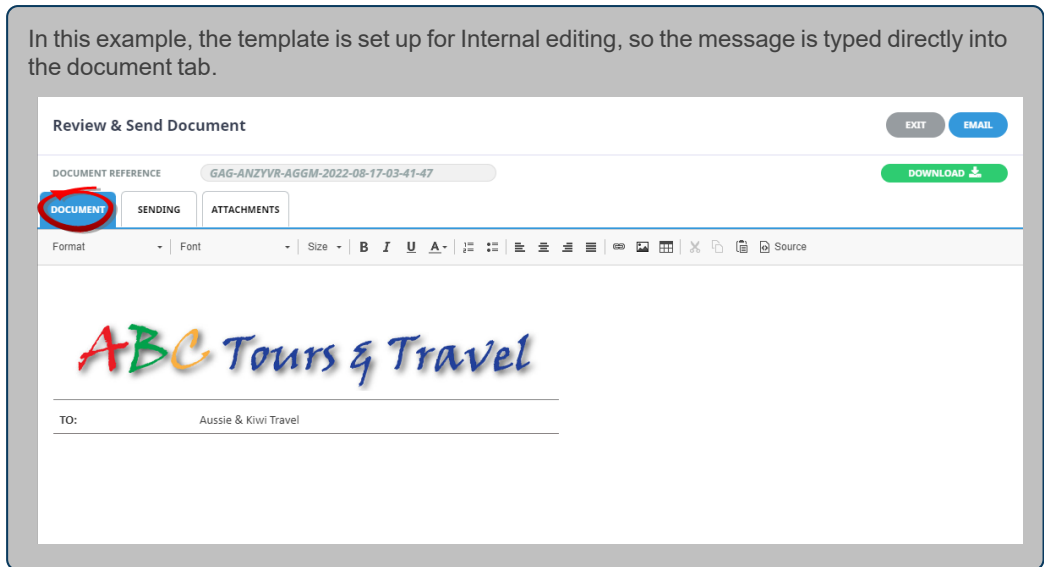 In this example, the template is set up for Internal editing, so the message is typed directly into
the document tab.
Review & Send Document
EXIT
EMAIL
DOCUMENT REFERENCE
GAG-ANZYVR-AGGM-2022-08-17-03-41-47
DOWNLOAD
DOCUMENT
SENDING
ATTACHMENTS
Format
Font
Size
B I U A
Source
ABC Tours & Travel
TO:
Aussie & Kiwi Travel